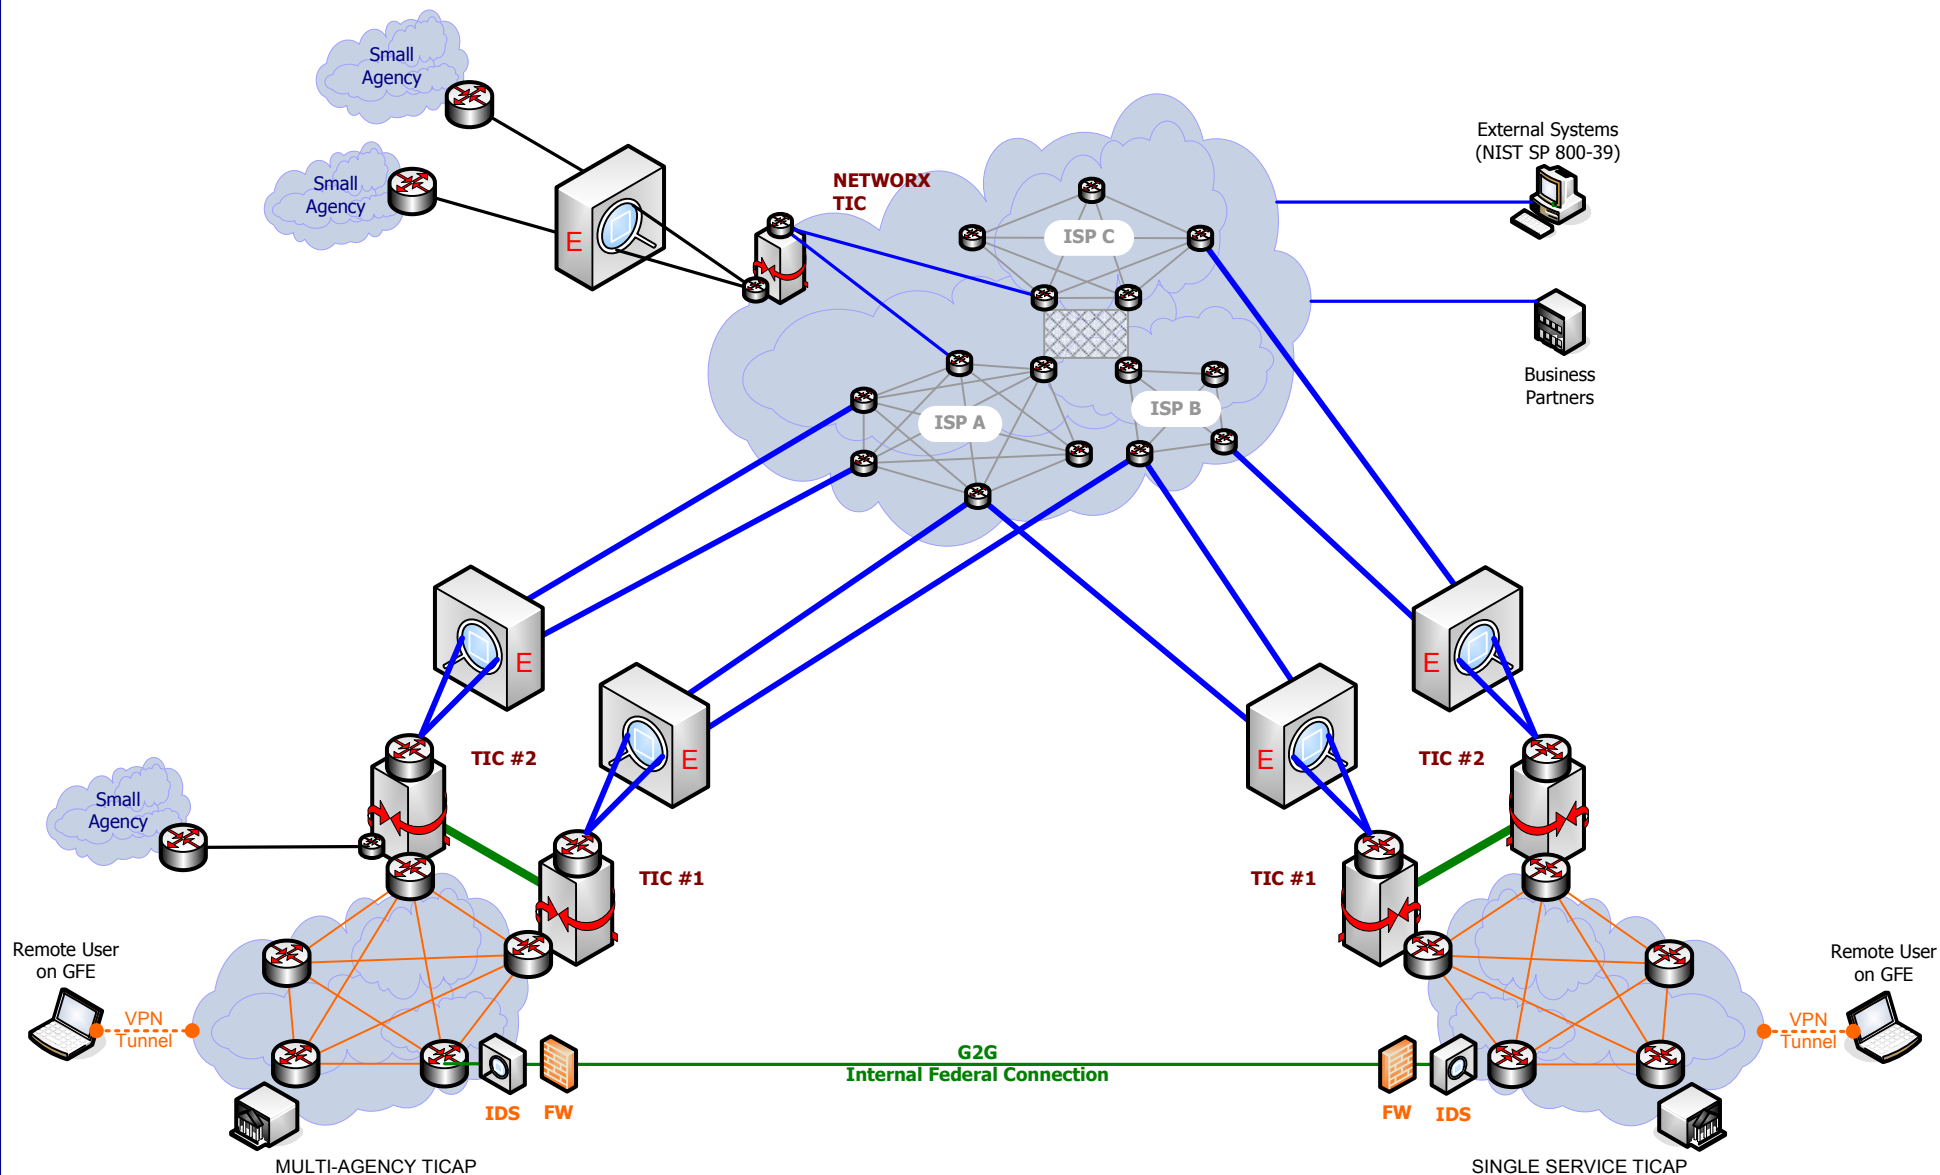 Small
Agency
Small
Agency
E
NETWORX
TIC
ISP C
External Systems
(NIST SP 800-39)
Business
Partners
ISP A
ISP B
E
E
E
E
TIC #2
TIC #2
TIC #1
TIC #1
Small
Agency
Remote User
on GFE
VPN
Tunnel
Remote User
on GFE
VPN
Tunnel
G2G
Internal Federal Connection
IDS
FW
FW
IDS
MULTI-AGENCY TICAP
SINGLE SERVICE TICAP